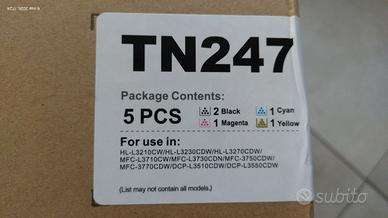 TN247
Package Contents:
5 PCS
2 Black
1 Cyan
1 Magenta
1 Yellow
For use in:
HL-L3210CW/HL-L3230CDW/HL-L3270CDW/
MFC-L3710CW/MFC-L3730CDN/MFC-3750CDW/
MFC-3770CDW/DCP-L3510CDW/DCP-L3550CDW
(List may not contain all models.)
subito